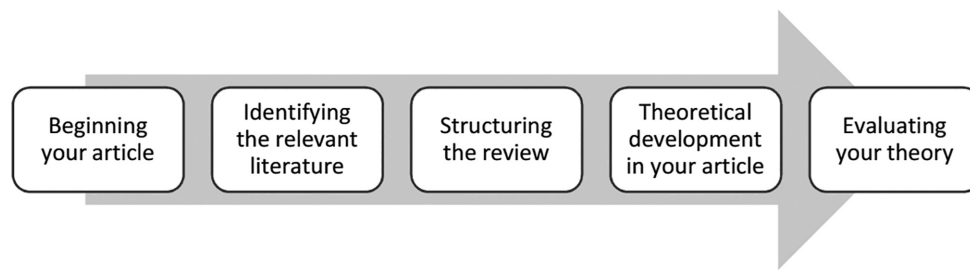 Beginning
your article
Identifying
the relevant
literature
Structuring
the review
Theoretical
development
in your article
Evaluating
your theory